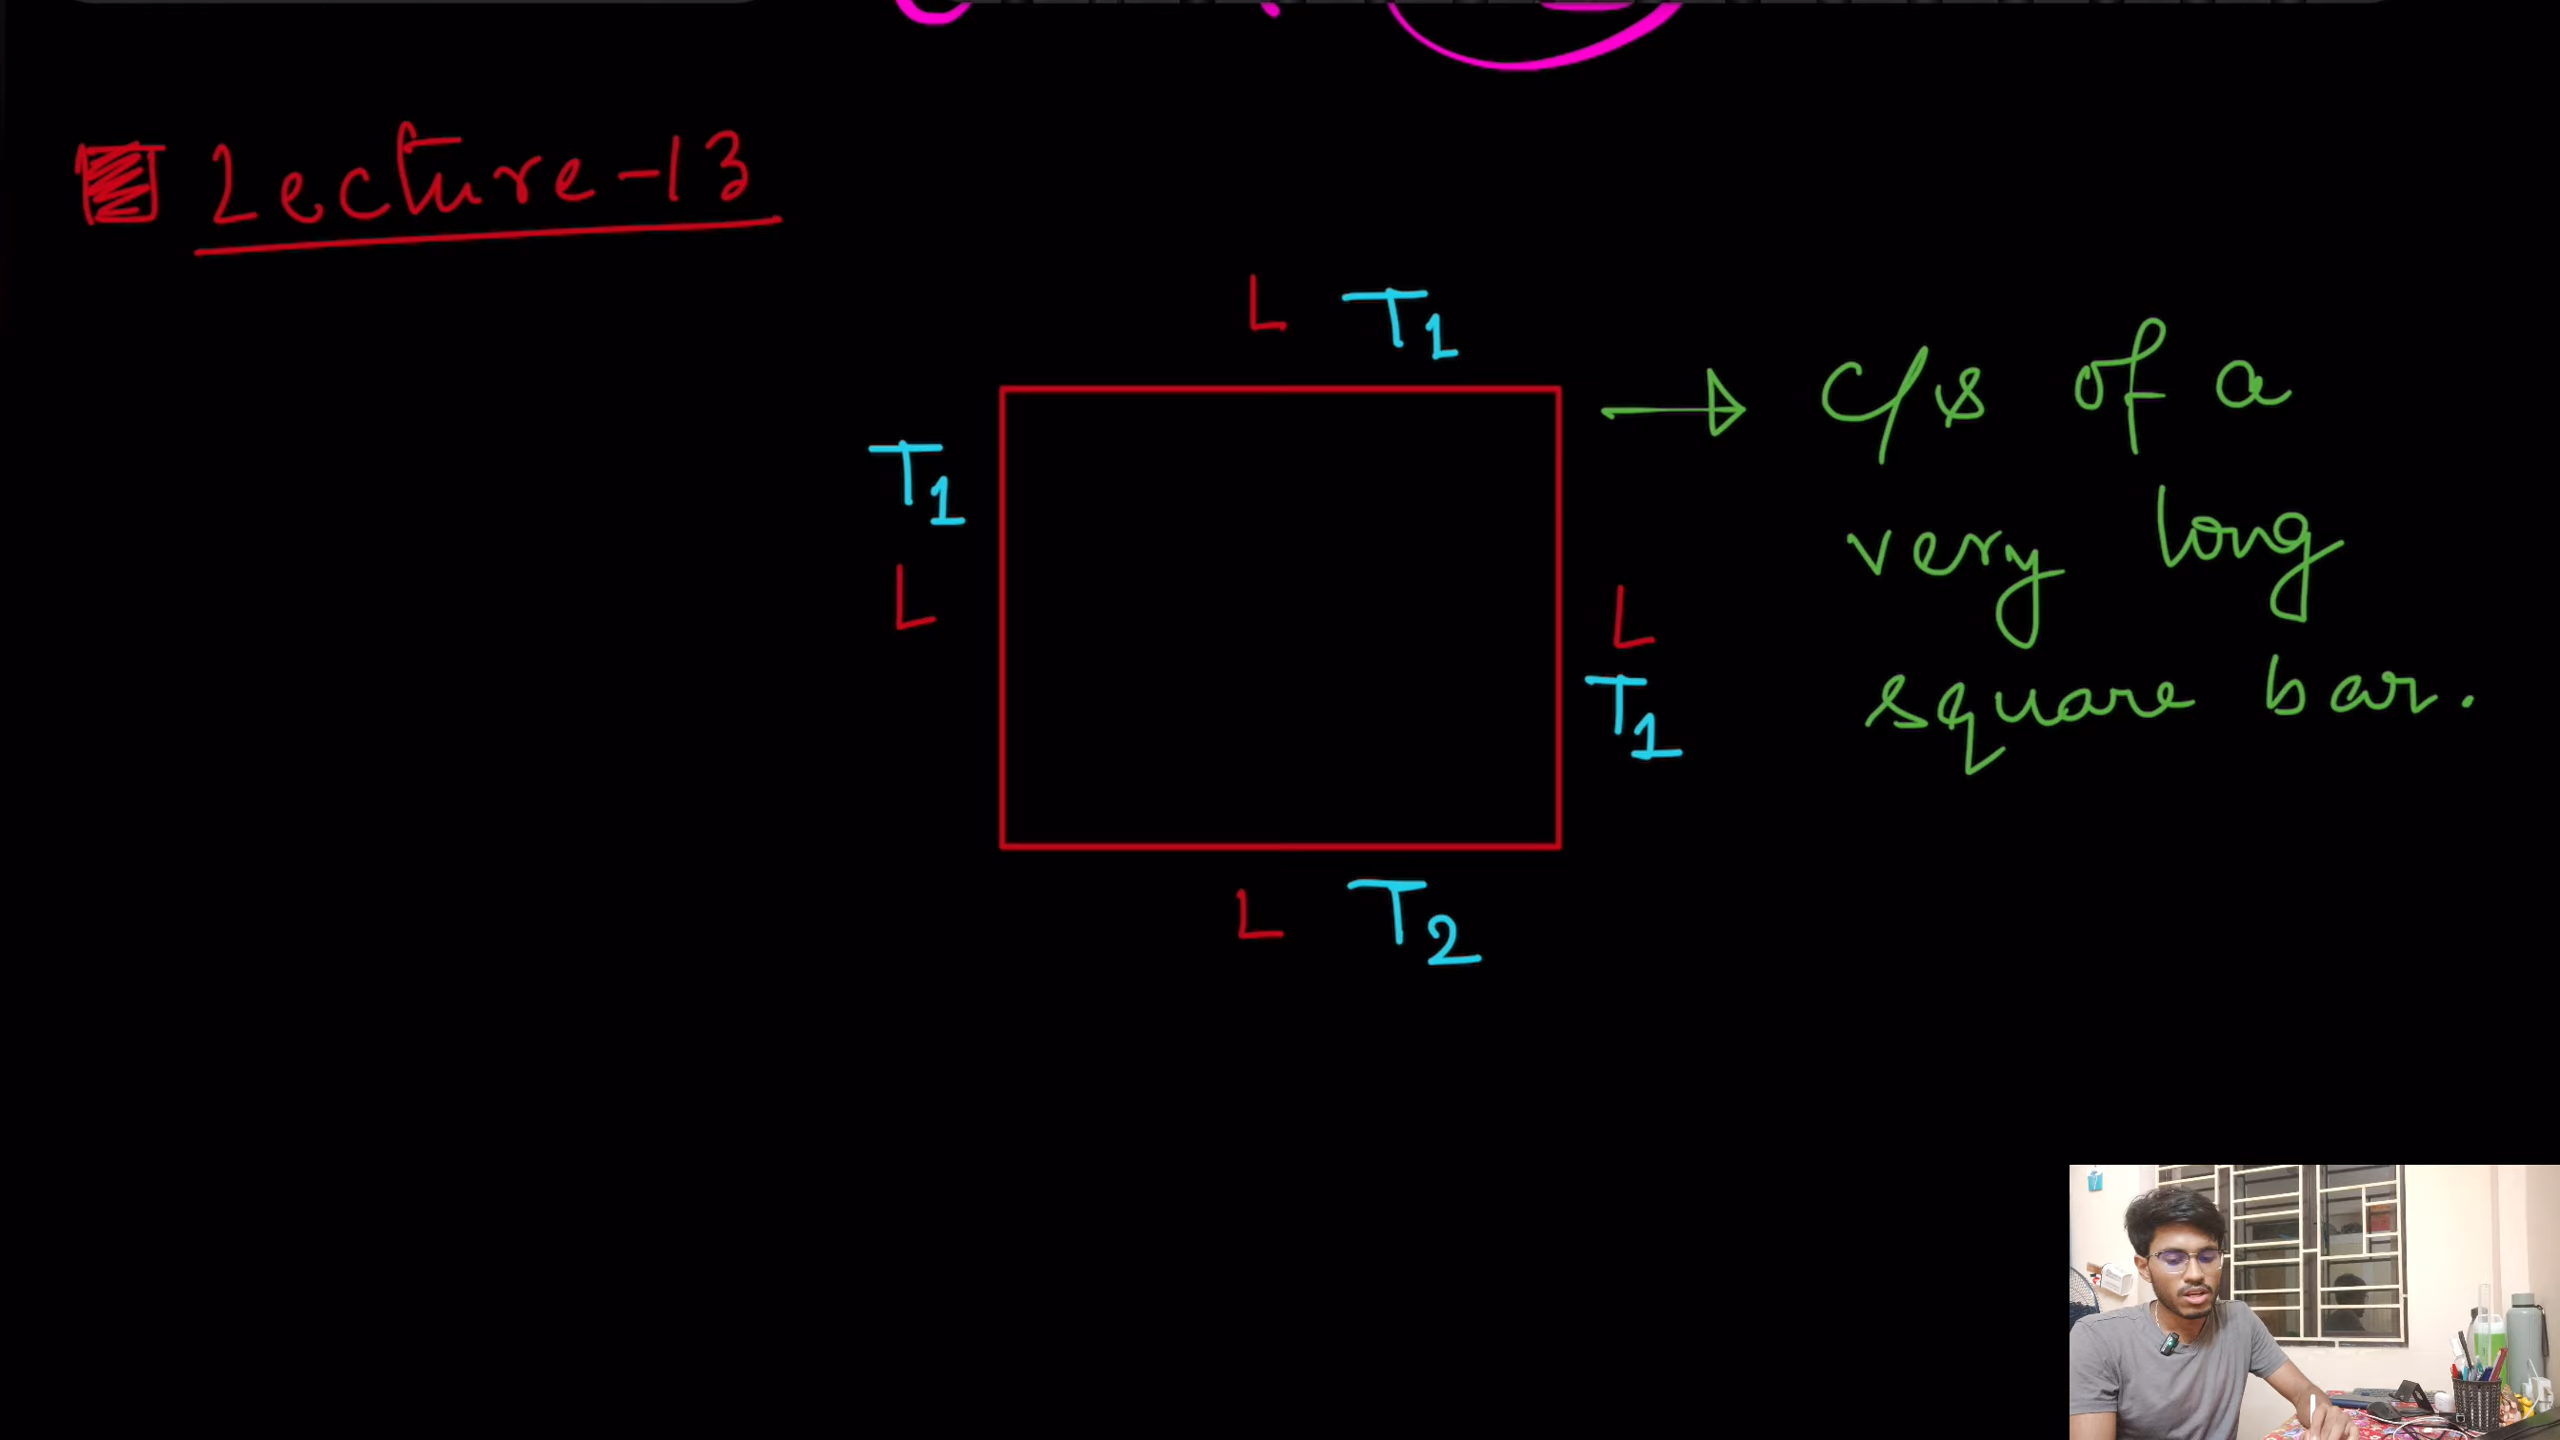 Lecture-13
L T1
T1
L
L
T1
L T2
c/s of a
very long
square bar.